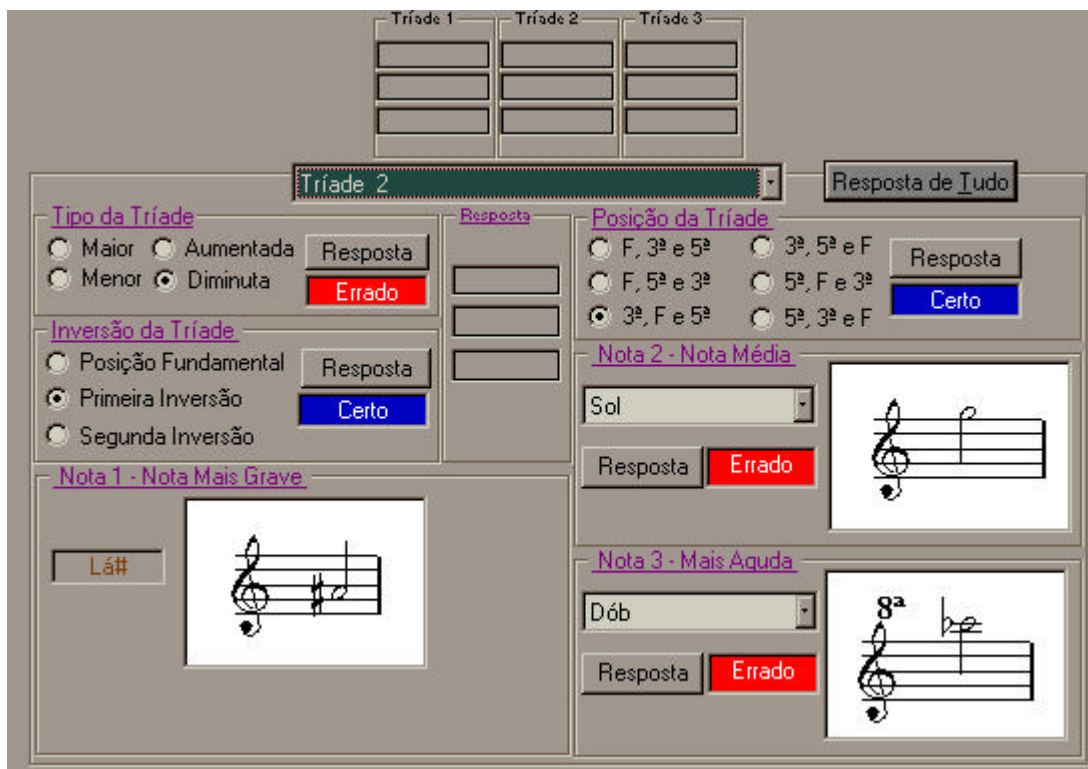 Tríade 1 Tríade 2 Tríade 3
Tríade 2
Resposta de Tudo
Tipo da Tríade
Maior Aumentada
Menor Diminuta
Resposta
Errado
Resposta
Posição da Tríade
F, 3ª e 5ª 3ª, 5ª e F
F, 5ª e 3ª 5ª, F e 3ª
3ª, F e 5ª 5ª, 3ª e F
Resposta
Certo
Inversão da Tríade
Posição Fundamental
Primeira Inversão
Segunda Inversão
Resposta
Certo
Nota 2 - Nota Média
Sol
Resposta Errado
Nota 1 - Nota Mais Grave
Lá#
Nota 3 - Mais Aguda
Dób
Resposta Errado
8ª